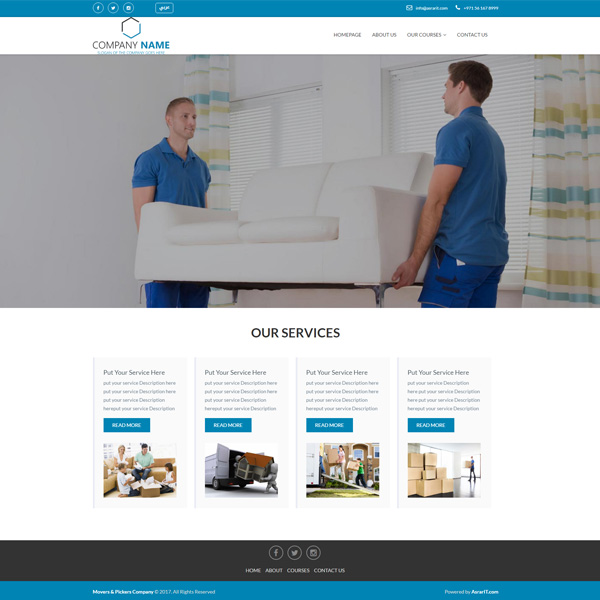 info@asrarit.com
+971 56 167 8999
COMPANY NAME
SLOGAN OF THE COMPANY GOES HERE
HOMEPAGE ABOUT US OUR COURSES CONTACT US
OUR SERVICES
Put Your Service Here
put your service Description here
put your service Description here
put your service Description
hereput your service Description
READ MORE
Put Your Service Here
put your service Description here
put your service Description here
put your service Description
hereput your service Description
READ MORE
Put Your Service Here
put your service Description here
put your service Description here
put your service Description
hereput your service Description
READ MORE
Put Your Service Here
put your service Description here
put your service Description here
put your service Description
hereput your service Description
READ MORE
HOME ABOUT COURSES CONTACT US
Movers & Pickers Company © 2017. All Rights Reserved
Powered by AsrarIT.com